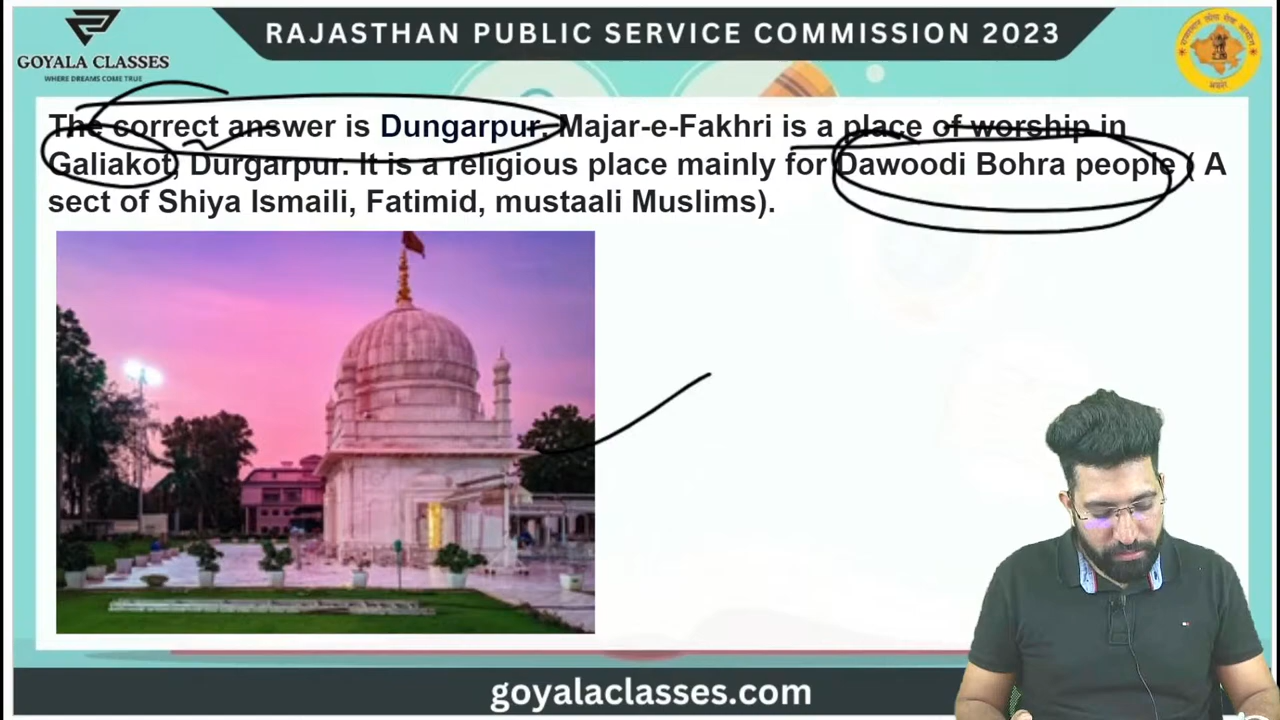 GOYALA CLASSES
WHERE DREAMS COME TRUE
RAJASTHAN PUBLIC SERVICE COMMISSION 2023
The correct answer is Dungarpur. Majar-e-Fakhri is a place of worship in
Galiakot, Durgarpur. It is a religious place mainly for Dawoodi Bohra people ( A
sect of Shiya Ismaili, Fatimid, mustaali Muslims).
goyalaclasses.com